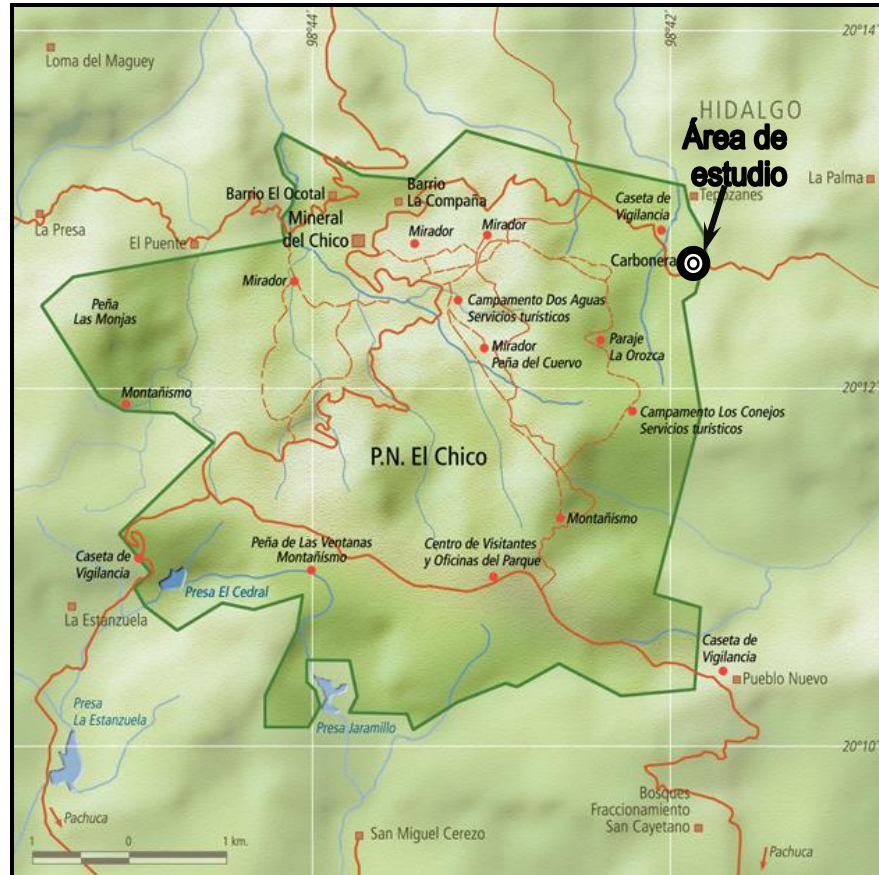 98°44'
98°42'
20°14'
Loma del Maguey
HIDALGO
Área de
estudio
La Palma
Tepozanes
Barrio El Ocotal
Barrio
La Compaña
Caseta de
Vigilancia
La Presa
Mineral
del Chico
Mirador
Mirador
El Puente
Carbonera
Mirador
Peña
Las Monjas
Campamento Dos Aguas
Servicios turísticos
Mirador
Peña del Cuervo
Paraje
La Orozca
20°12'
Montañismo
Campamento Los Conejos
Servicios turísticos
P.N. El Chico
Montañismo
Caseta de
Vigilancia
Peña de Las Ventanas
Montañismo
Centro de Visitantes
y Oficinas del Parque
Presa El Cedral
La Estanzuela
Caseta de
Vigilancia
Pueblo Nuevo
Presa
La Estanzuela
Presa Jaramillo
20°10'
Bosques
Fraccionamiento
San Cayetano
Pachuca
San Miguel Cerezo
Pachuca
1 0 1 km.